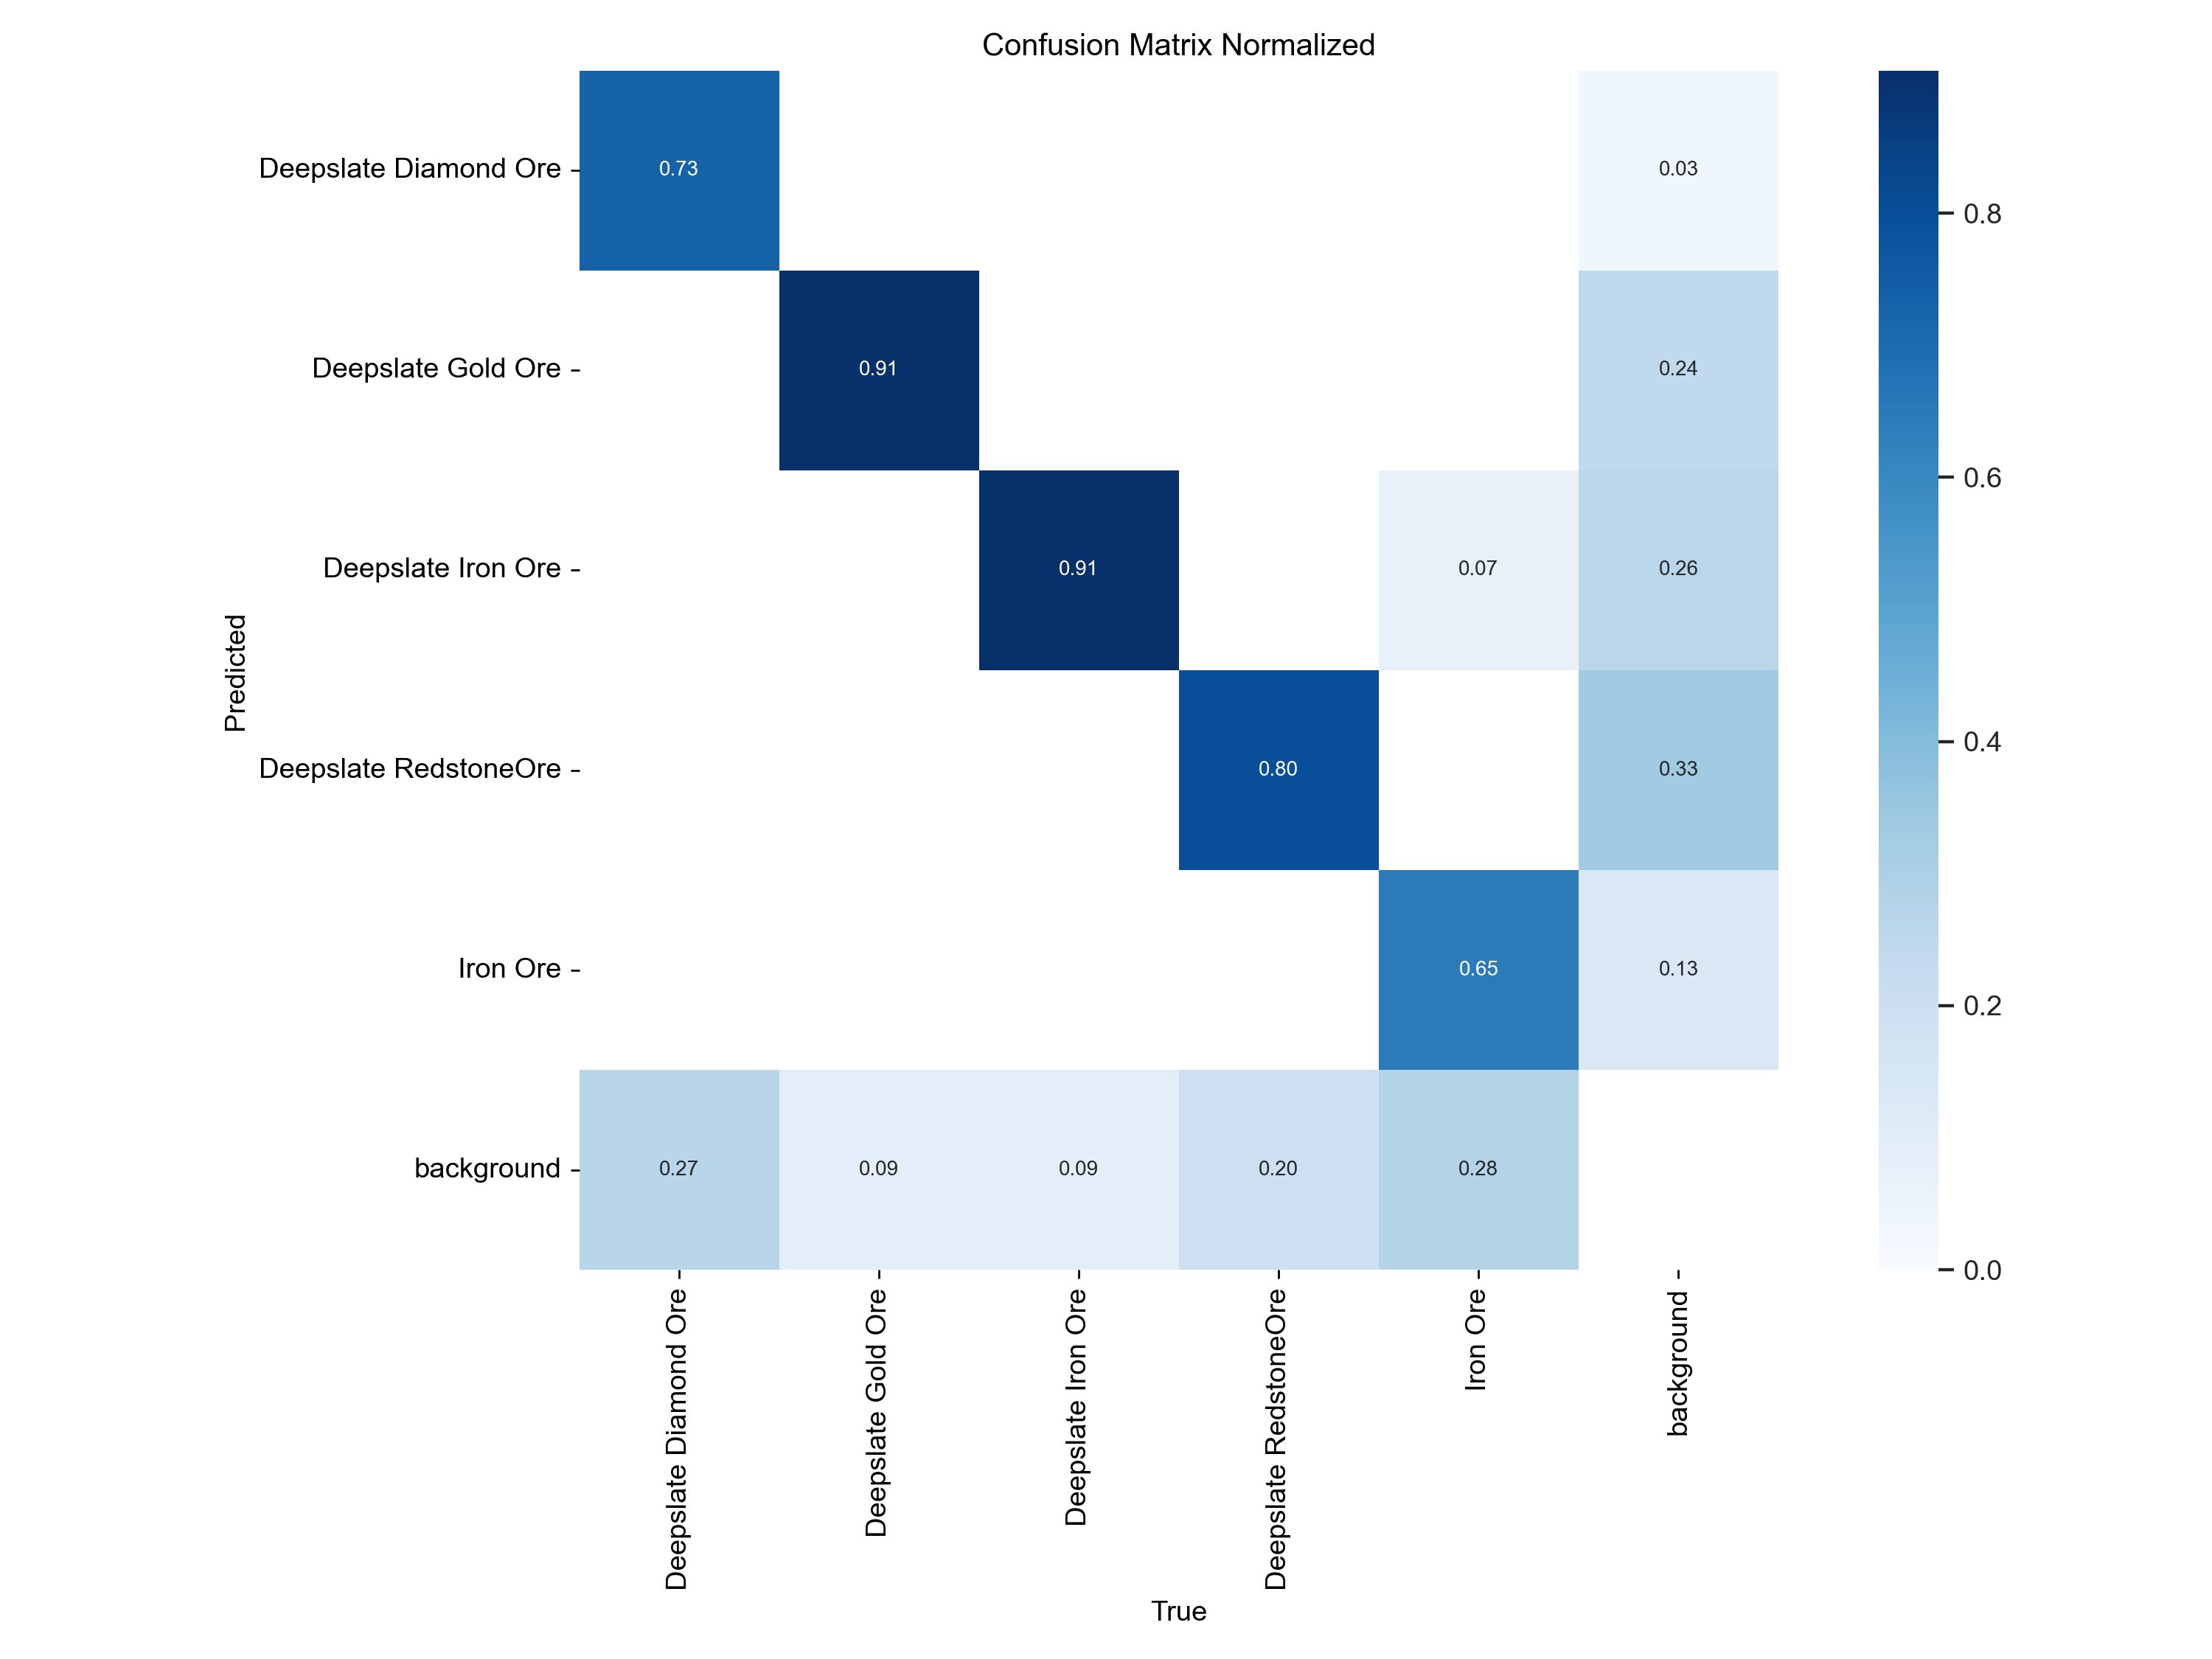 Confusion Matrix Normalized
Deepslate Diamond Ore
0.73
0.03
0.8
Deepslate Gold Ore
0.91
0.24
0.6
Deepslate Iron Ore
0.91
0.07
0.26
Predicted
0.4
Deepslate RedstoneOre
0.80
0.33
Iron Ore
0.65
0.13
0.2
background
0.27
0.09
0.09
0.20
0.28
0.0
Deepslate Diamond Ore
Deepslate Gold Ore
Deepslate Iron Ore
Deepslate RedstoneOre
Iron Ore
background
True